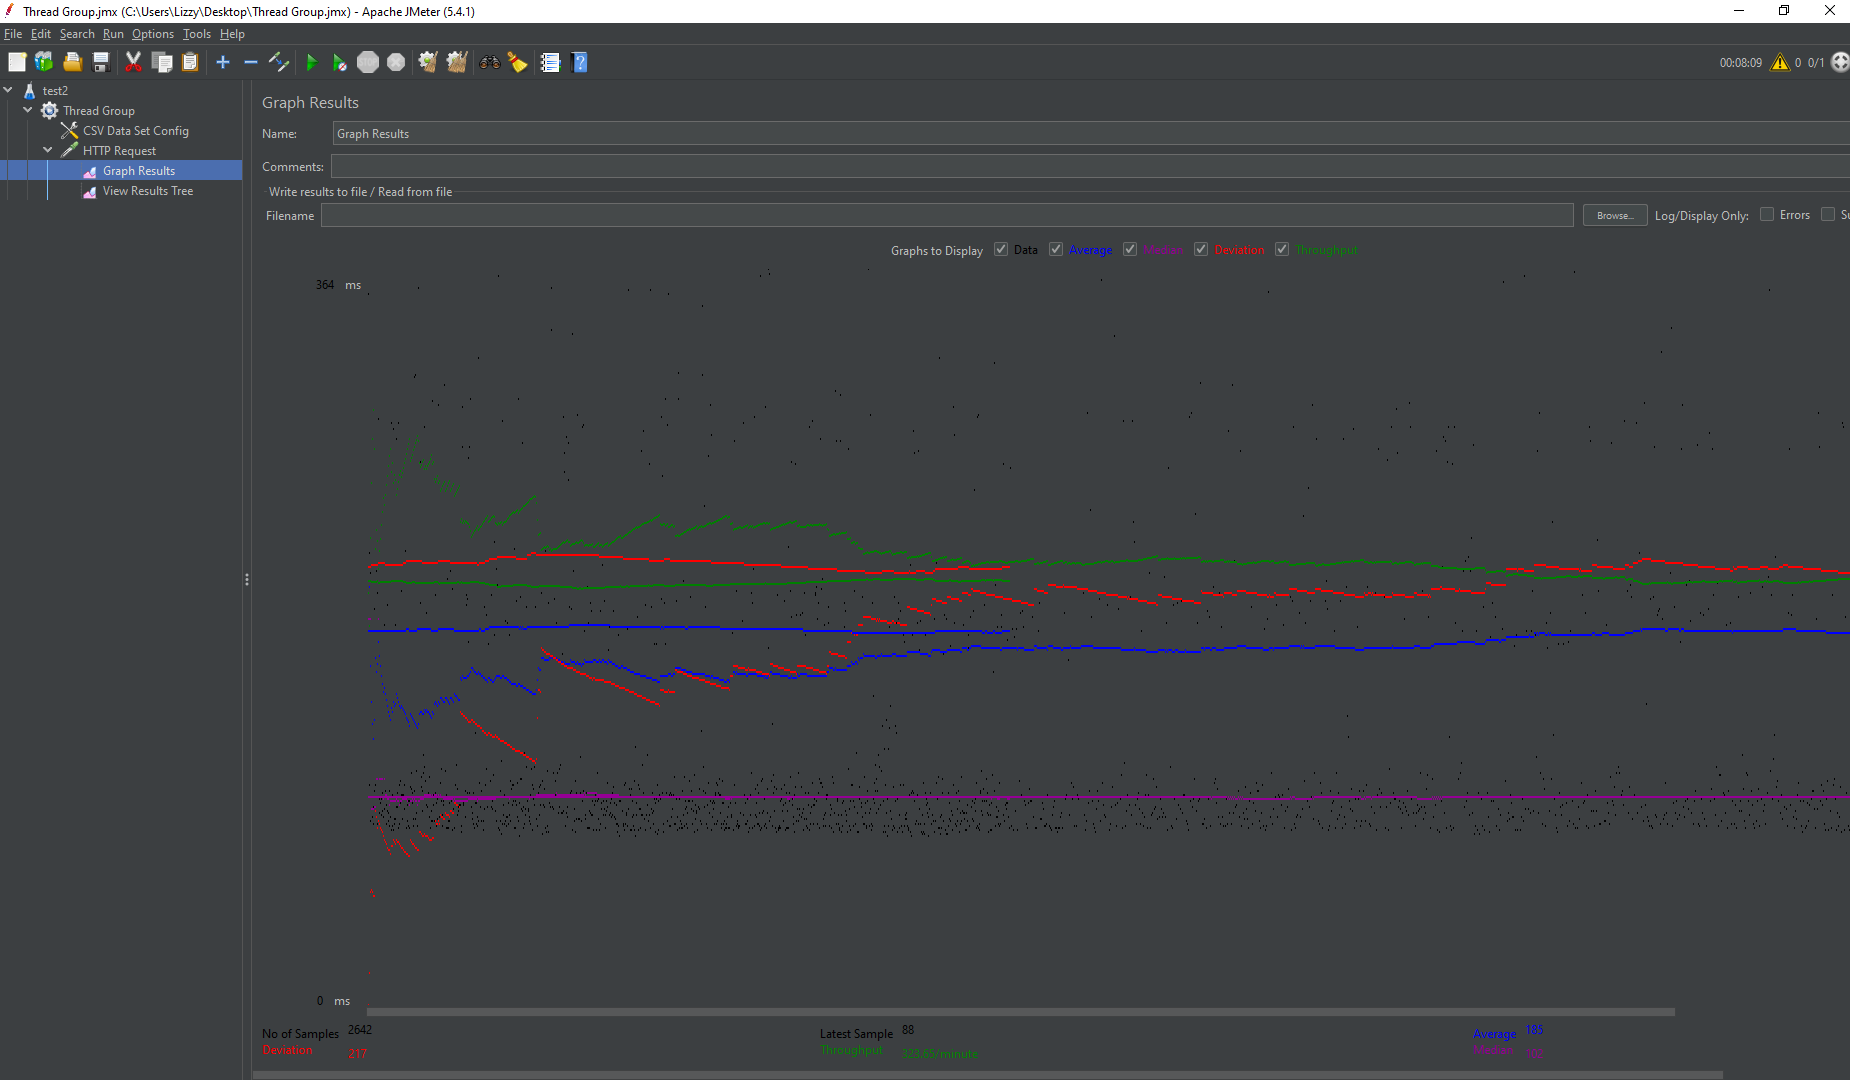 Thread Group.jmx (C:\Users\Lizzy\Desktop\Thread Group.jmx) - Apache JMeter (5.4.1)
File Edit Search Run Options Tools Help
00:08:09 0 0/1
test2
Thread Group
CSV Data Set Config
HTTP Request
Graph Results
View Results Tree
Graph Results
Name: Graph Results
Comments:
Write results to file / Read from file
Filename Browse... Log/Display Only: Errors
Graphs to Display Data Average Median Deviation Throughput
364 ms
0 ms
No of Samples 2642 Latest Sample 88 Average 185
Deviation 217 Throughput 323.65/minute Median